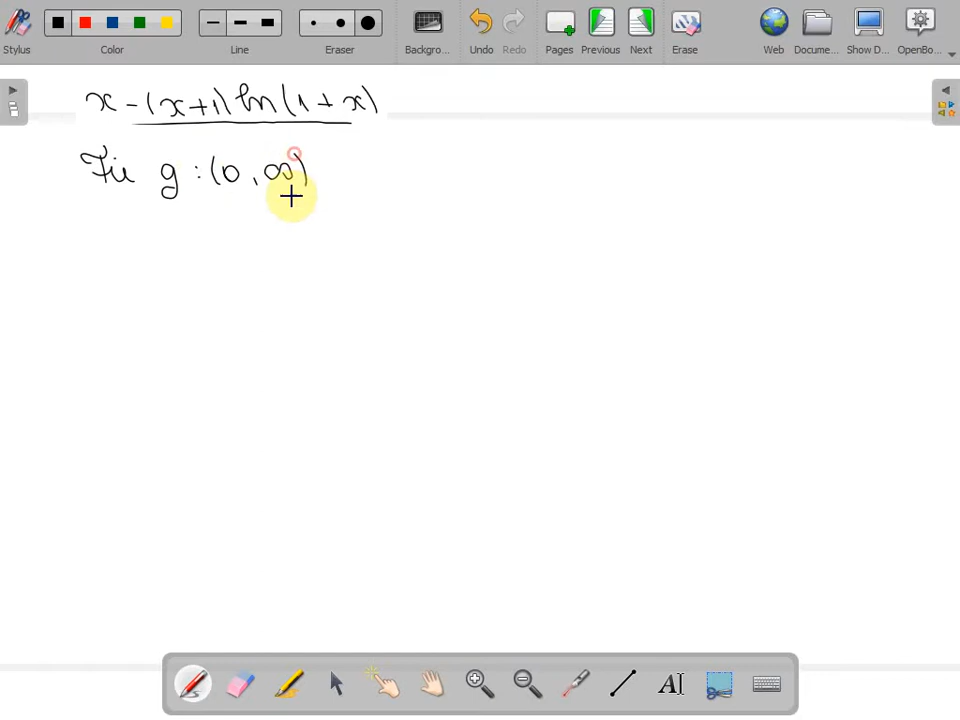 Stylus Color Line Eraser Backgro... Undo Redo Pages Previous Next Erase Web Docume... Show D... OpenBo...
x - (x+1) ln(1+x)
Fie g : (0, ∞)